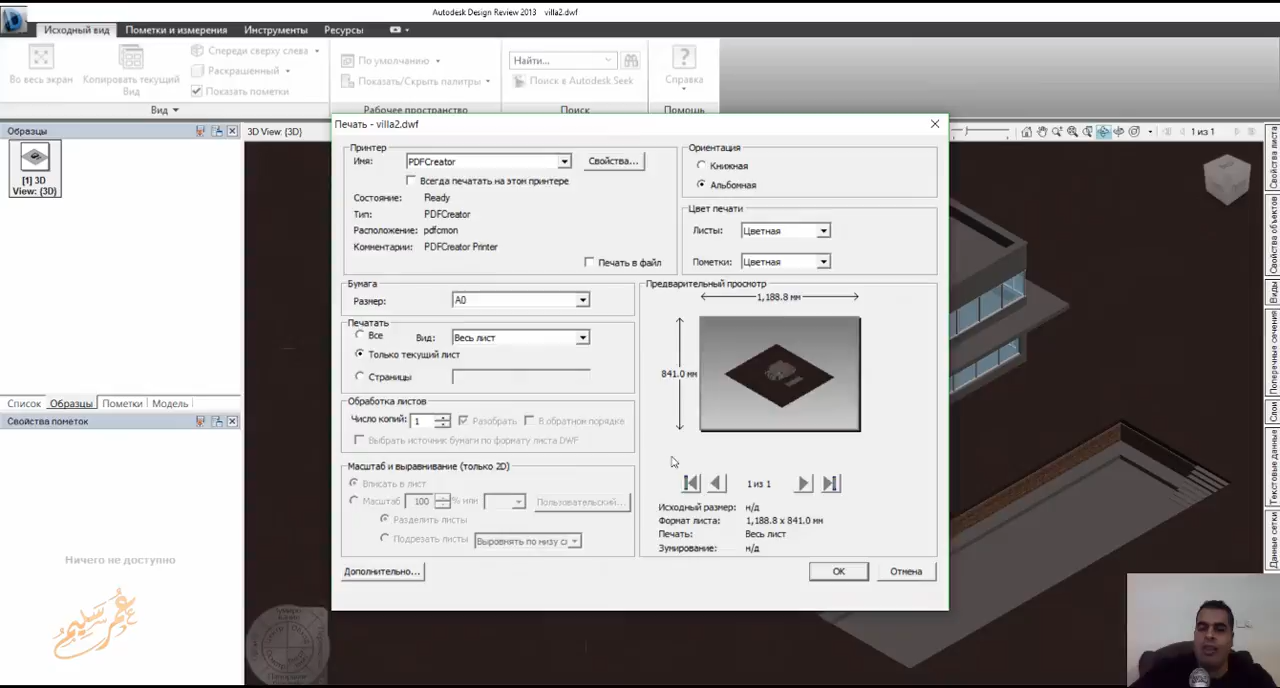 Autodesk Design Review 2013 villa2.dwf
Исходный вид Пометки и измерения Инструменты Ресурсы
Во весь экран
Копировать текущий Вид
Спереди сверху слева
Раскрашенный
Показать пометки
Вид
По умолчанию
Показать/Скрыть палитры
Рабочее пространство
Найти...
Поиск в Autodesk Seek
Поиск
Справка
Помощь
Образцы
3D View: {3D}
1 из 1
[1] 3D
View: {3D}
Список Образцы Пометки Модель
Свойства пометок
Ничего не доступно
عمر سليم
Печать - villa2.dwf
Принтер
Имя: PDFCreator Свойства...
Всегда печатать на этом принтере
Состояние: Ready
Тип: PDFCreator
Расположение: pdfcmon
Комментарии: PDFCreator Printer
Печать в файл
Ориентация
Книжная
Альбомная
Цвет печати
Листы: Цветная
Пометки: Цветная
Бумага
Размер: A0
Печатать
Все Вид: Весь лист
Только текущий лист
Страницы
Обработка листов
Число копий: 1 Разобрать В обратном порядке
Выбрать источник бумаги по формату листа DWF
Масштаб и выравнивание (только 2D)
Вписать в лист
Масштаб 100 % или Пользовательский...
Разделить листы
Подрезать листы Выровнять по низу сл
Предварительный просмотр
1,188.8 мм
841.0 мм
1 из 1
Исходный размер: н/д
Формат листа: 1,188.8 x 841.0 мм
Печать: Весь лист
Зумирование: н/д
Дополнительно... OK Отмена
Свойства листа
Свойства объектов
Виды
Поперечные сечения
Слои
Текстовые данные
Данные сетки